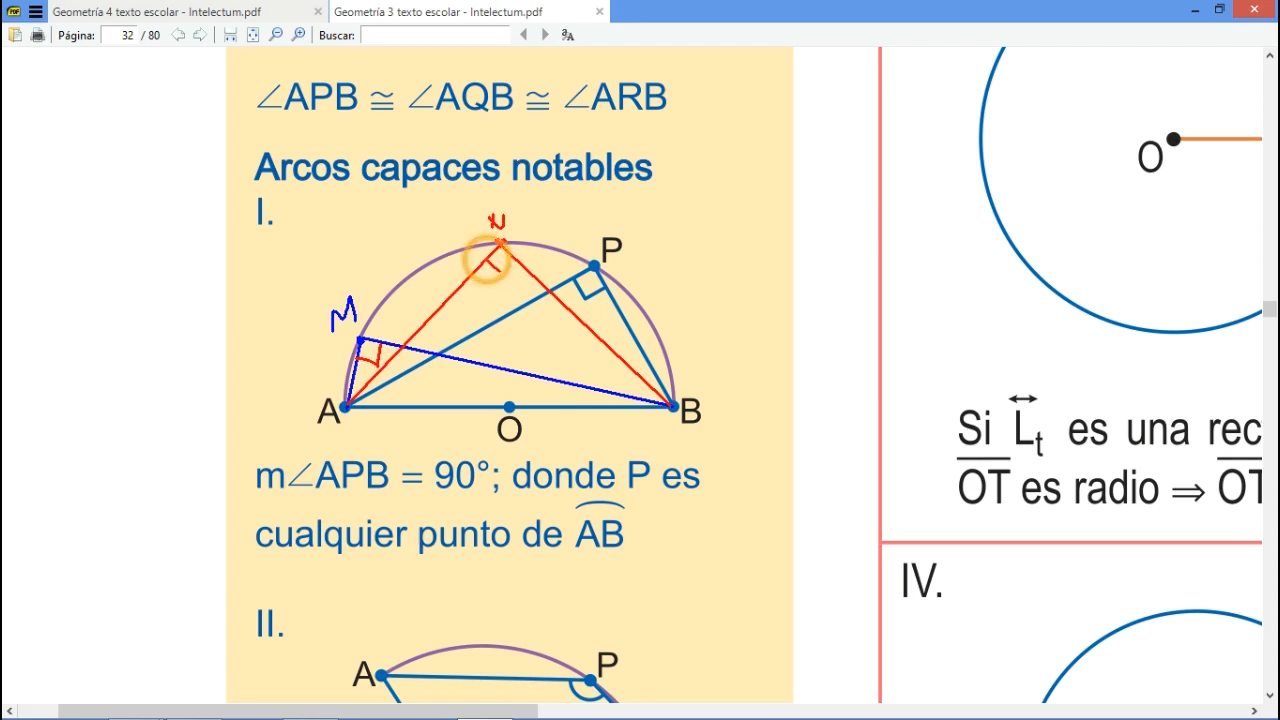 Geometría 4 texto escolar - Intelectum.pdf
Geometría 3 texto escolar - Intelectum.pdf
Página: 32 / 80 Buscar:
∠APB ≅ ∠AQB ≅ ∠ARB
Arcos capaces notables
I.
N
P
M
A
B
O
m∠APB = 90°; donde P es
cualquier punto de AB
II.
A
P
O
Si L t es una rec
OT es radio ⇒ OT
IV.